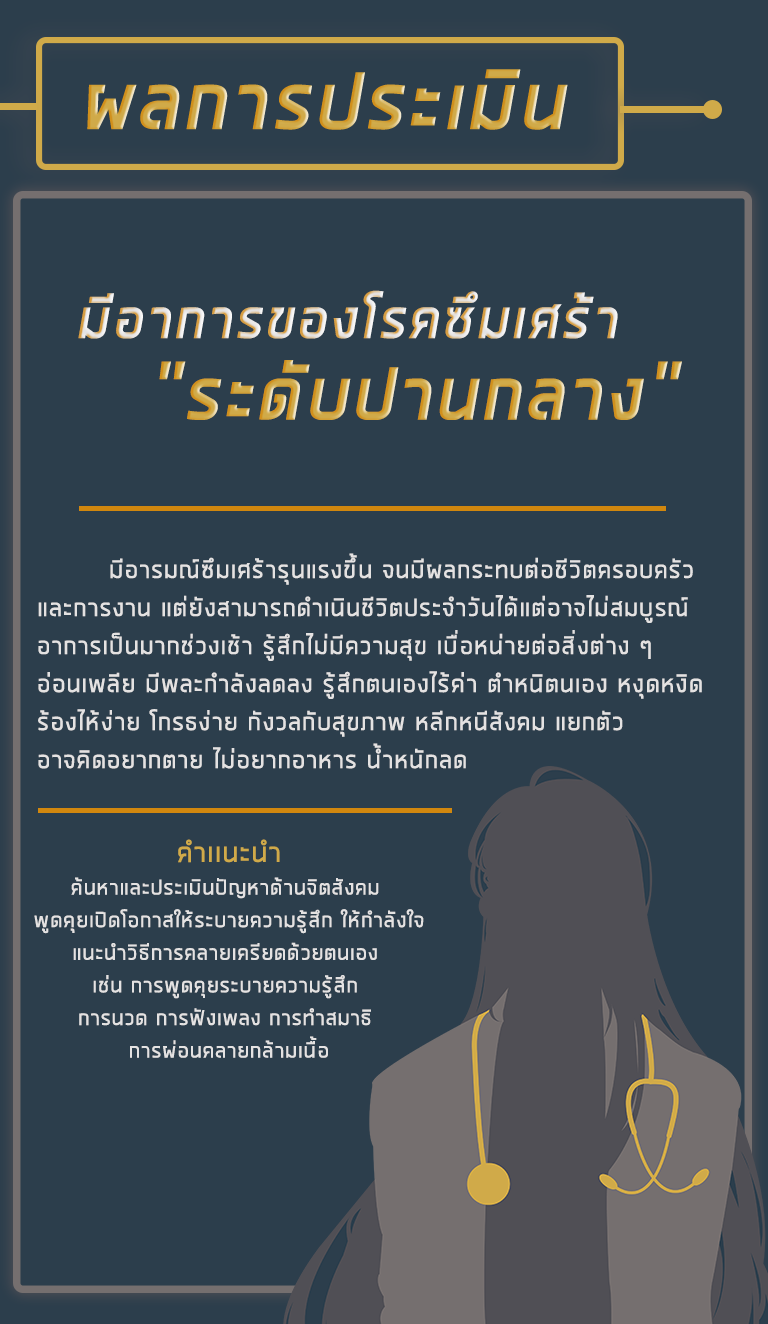 ผลการประเมิน
มีอาการของโรคซึมเศร้า
"ระดับปานกลาง"
มีอารมณ์ซึมเศร้ารุนแรงขึ้น จนมีผลกระทบต่อชีวิตครอบครัว
และการงาน แต่ยังสามารถดำเนินชีวิตประจำวันได้แต่อาจไม่สมบูรณ์
อาการเป็นมากช่วงเช้า รู้สึกไม่มีความสุข เบื่อหน่ายต่อสิ่งต่าง ๆ
อ่อนเพลีย มีพละกำลังลดลง รู้สึกตนเองไร้ค่า ตำหนิตนเอง หงุดหงิด
ร้องไห้ง่าย โกรธง่าย กังวลกับสุขภาพ หลีกหนีสังคม แยกตัว
อาจคิดอยากตาย ไม่อยากอาหาร น้ำหนักลด
คำแนะนำ
ค้นหาและประเมินปัญหาด้านจิตสังคม
พูดคุยเปิดโอกาสให้ระบายความรู้สึก ให้กำลังใจ
แนะนำวิธีการคลายเครียดด้วยตนเอง
เช่น การพูดคุยระบายความรู้สึก
การนวด การฟังเพลง การทำสมาธิ
การผ่อนคลายกล้ามเนื้อ